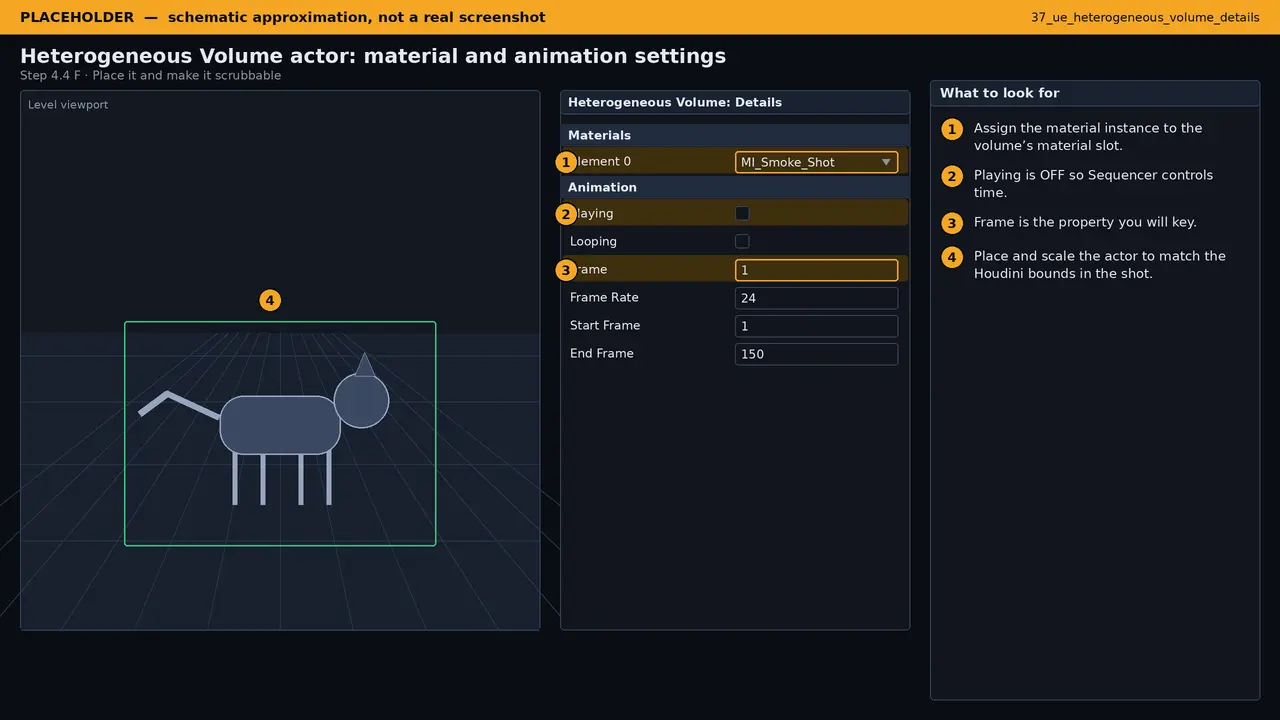 PLACEHOLDER — schematic approximation, not a real screenshot
37_ue_heterogeneous_volume_details
Heterogeneous Volume actor: material and animation settings
Step 4.4 F · Place it and make it scrubbable
Level viewport
4
Heterogeneous Volume: Details
Materials
1 lement 0 MI_Smoke_Shot
Animation
2 laying
Looping
3 rame 1
Frame Rate 24
Start Frame 1
End Frame 150
What to look for
1 Assign the material instance to the
volume’s material slot.
2 Playing is OFF so Sequencer controls
time.
3 Frame is the property you will key.
4 Place and scale the actor to match the
Houdini bounds in the shot.